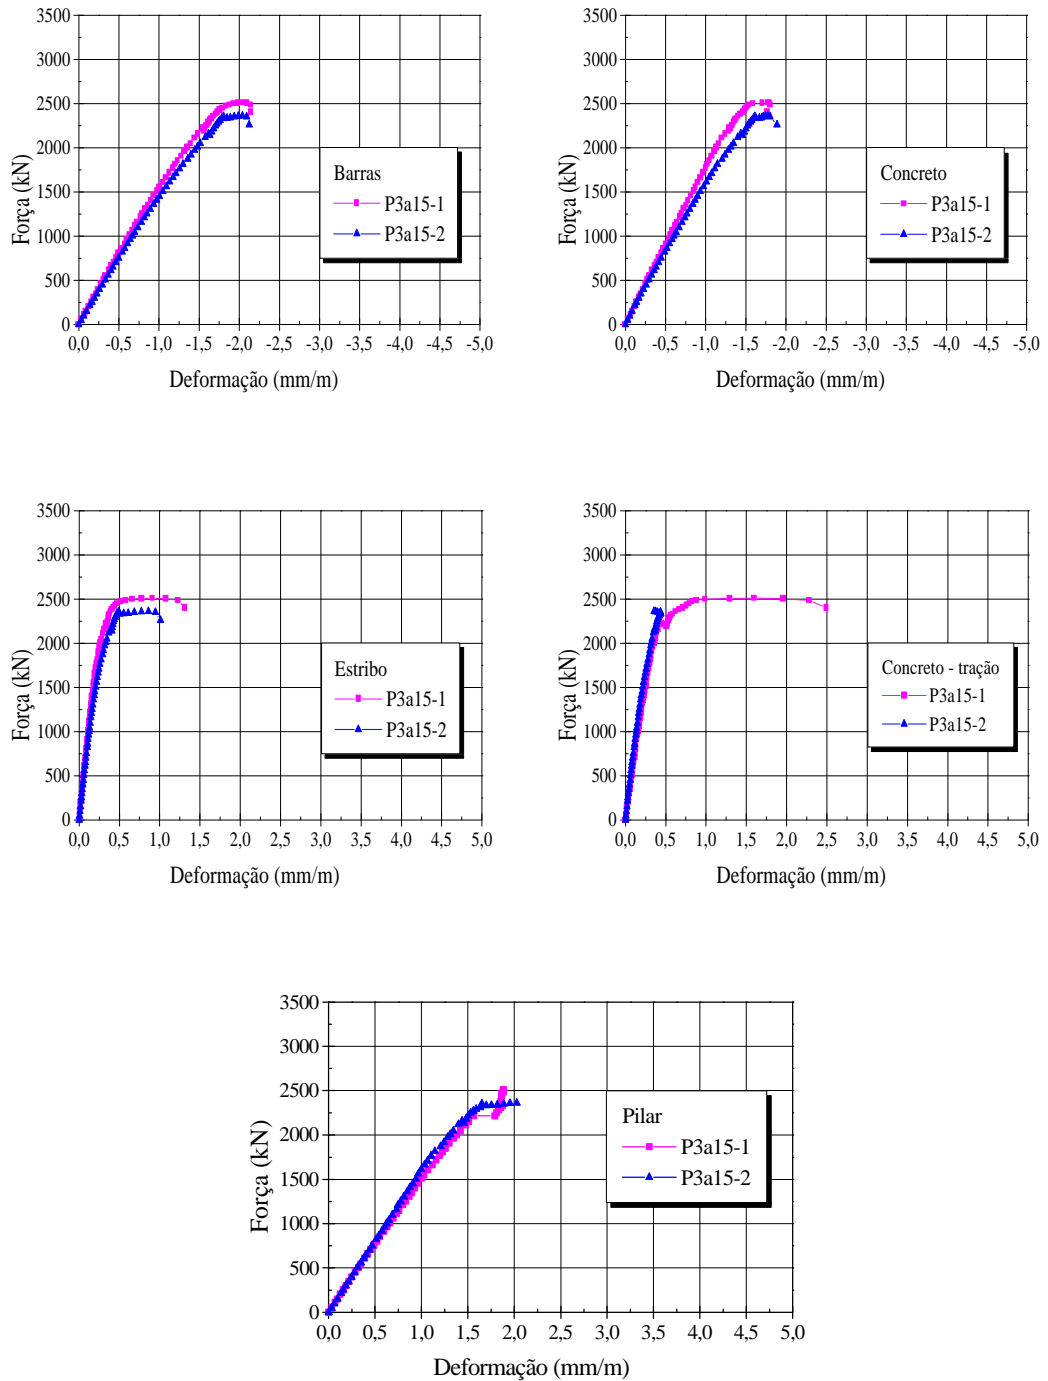 3500
3000
2500
2000
1500
1000
500
0
Força (kN)
Barras
P3a15-1
P3a15-2
0,0 -0,5 -1,0 -1,5 -2,0 -2,5 -3,0 -3,5 -4,0 -4,5 -5,0
Deformação (mm/m)
3500
3000
2500
2000
1500
1000
500
0
Força (kN)
Concreto
P3a15-1
P3a15-2
0,0 -0,5 -1,0 -1,5 -2,0 -2,5 -3,0 -3,5 -4,0 -4,5 -5,0
Deformação (mm/m)
3500
3000
2500
2000
1500
1000
500
0
Força (kN)
Estribo
P3a15-1
P3a15-2
0,0 0,5 1,0 1,5 2,0 2,5 3,0 3,5 4,0 4,5 5,0
Deformação (mm/m)
3500
3000
2500
2000
1500
1000
500
0
Força (kN)
Concreto - tração
P3a15-1
P3a15-2
0,0 0,5 1,0 1,5 2,0 2,5 3,0 3,5 4,0 4,5 5,0
Deformação (mm/m)
3500
3000
2500
2000
1500
1000
500
0
Força (kN)
Pilar
P3a15-1
P3a15-2
0,0 0,5 1,0 1,5 2,0 2,5 3,0 3,5 4,0 4,5 5,0
Deformação (mm/m)